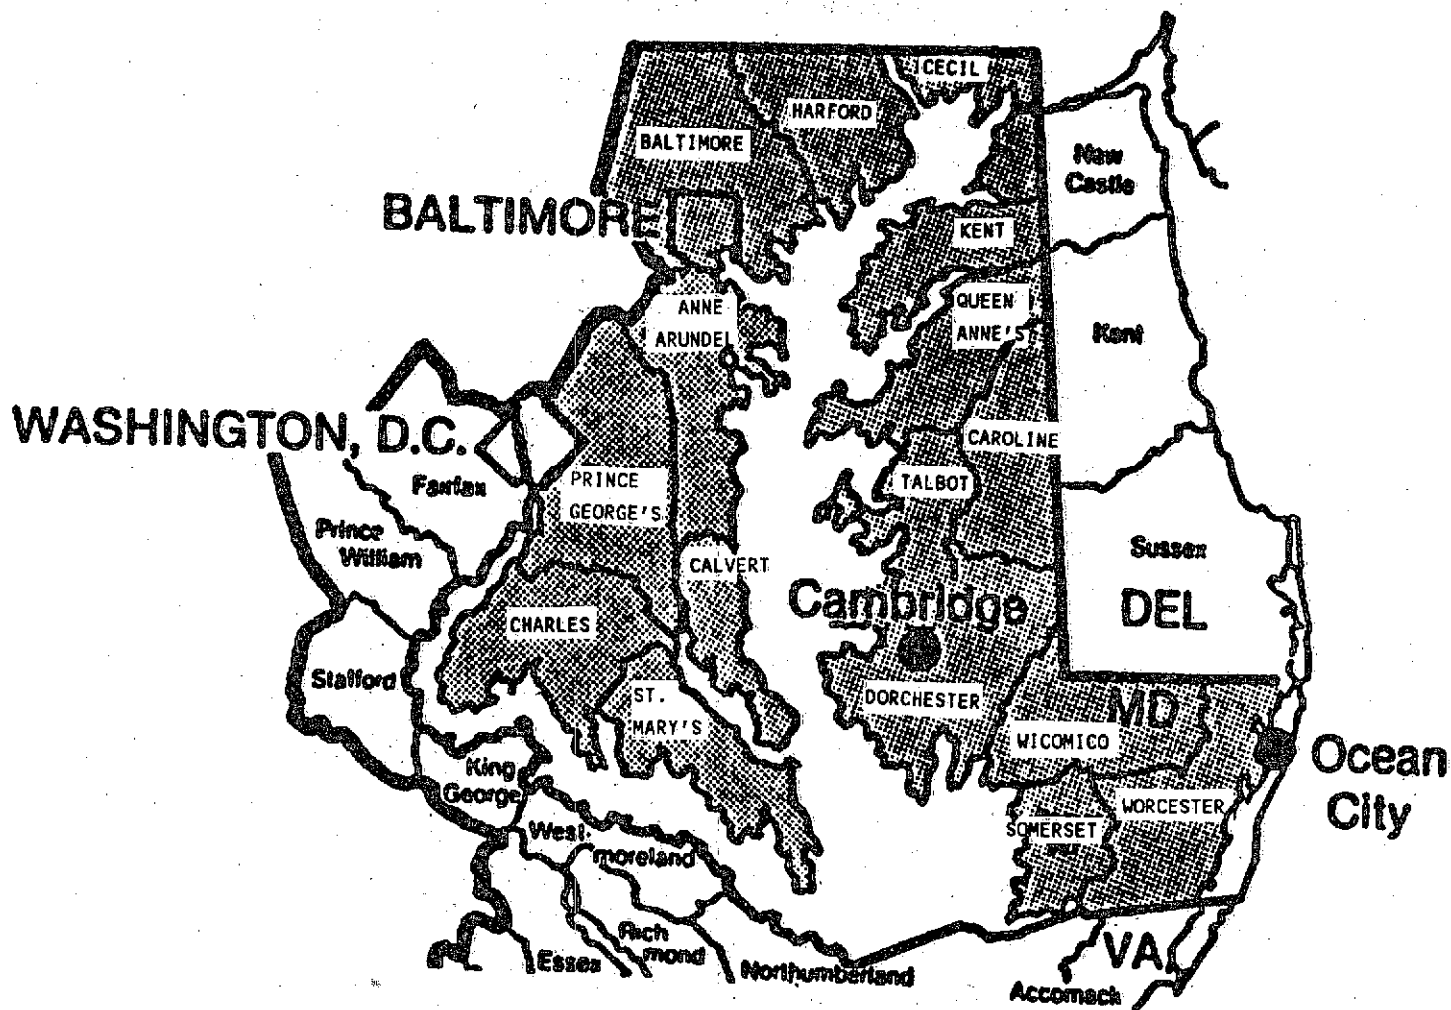 CECIL
HARFORD
BALTIMORE
New
Castle
BALTIMORE
KENT
ANNE
ARUNDEL
QUEEN
ANNE'S
Kent
WASHINGTON, D.C.
Fairfax
CAROLINE
TALBOT
PRINCE
GEORGE'S
Prince
William
Sussex
DEL
CALVERT
Cambridge
CHARLES
Stafford
ST.
MARY'S
DORCHESTER
MD
WICOMICO
Ocean
City
King
George
WORCESTER
SOMERSET
West-
moreland
Rich
mond
Essex
Northumberland
VA.
Accomack